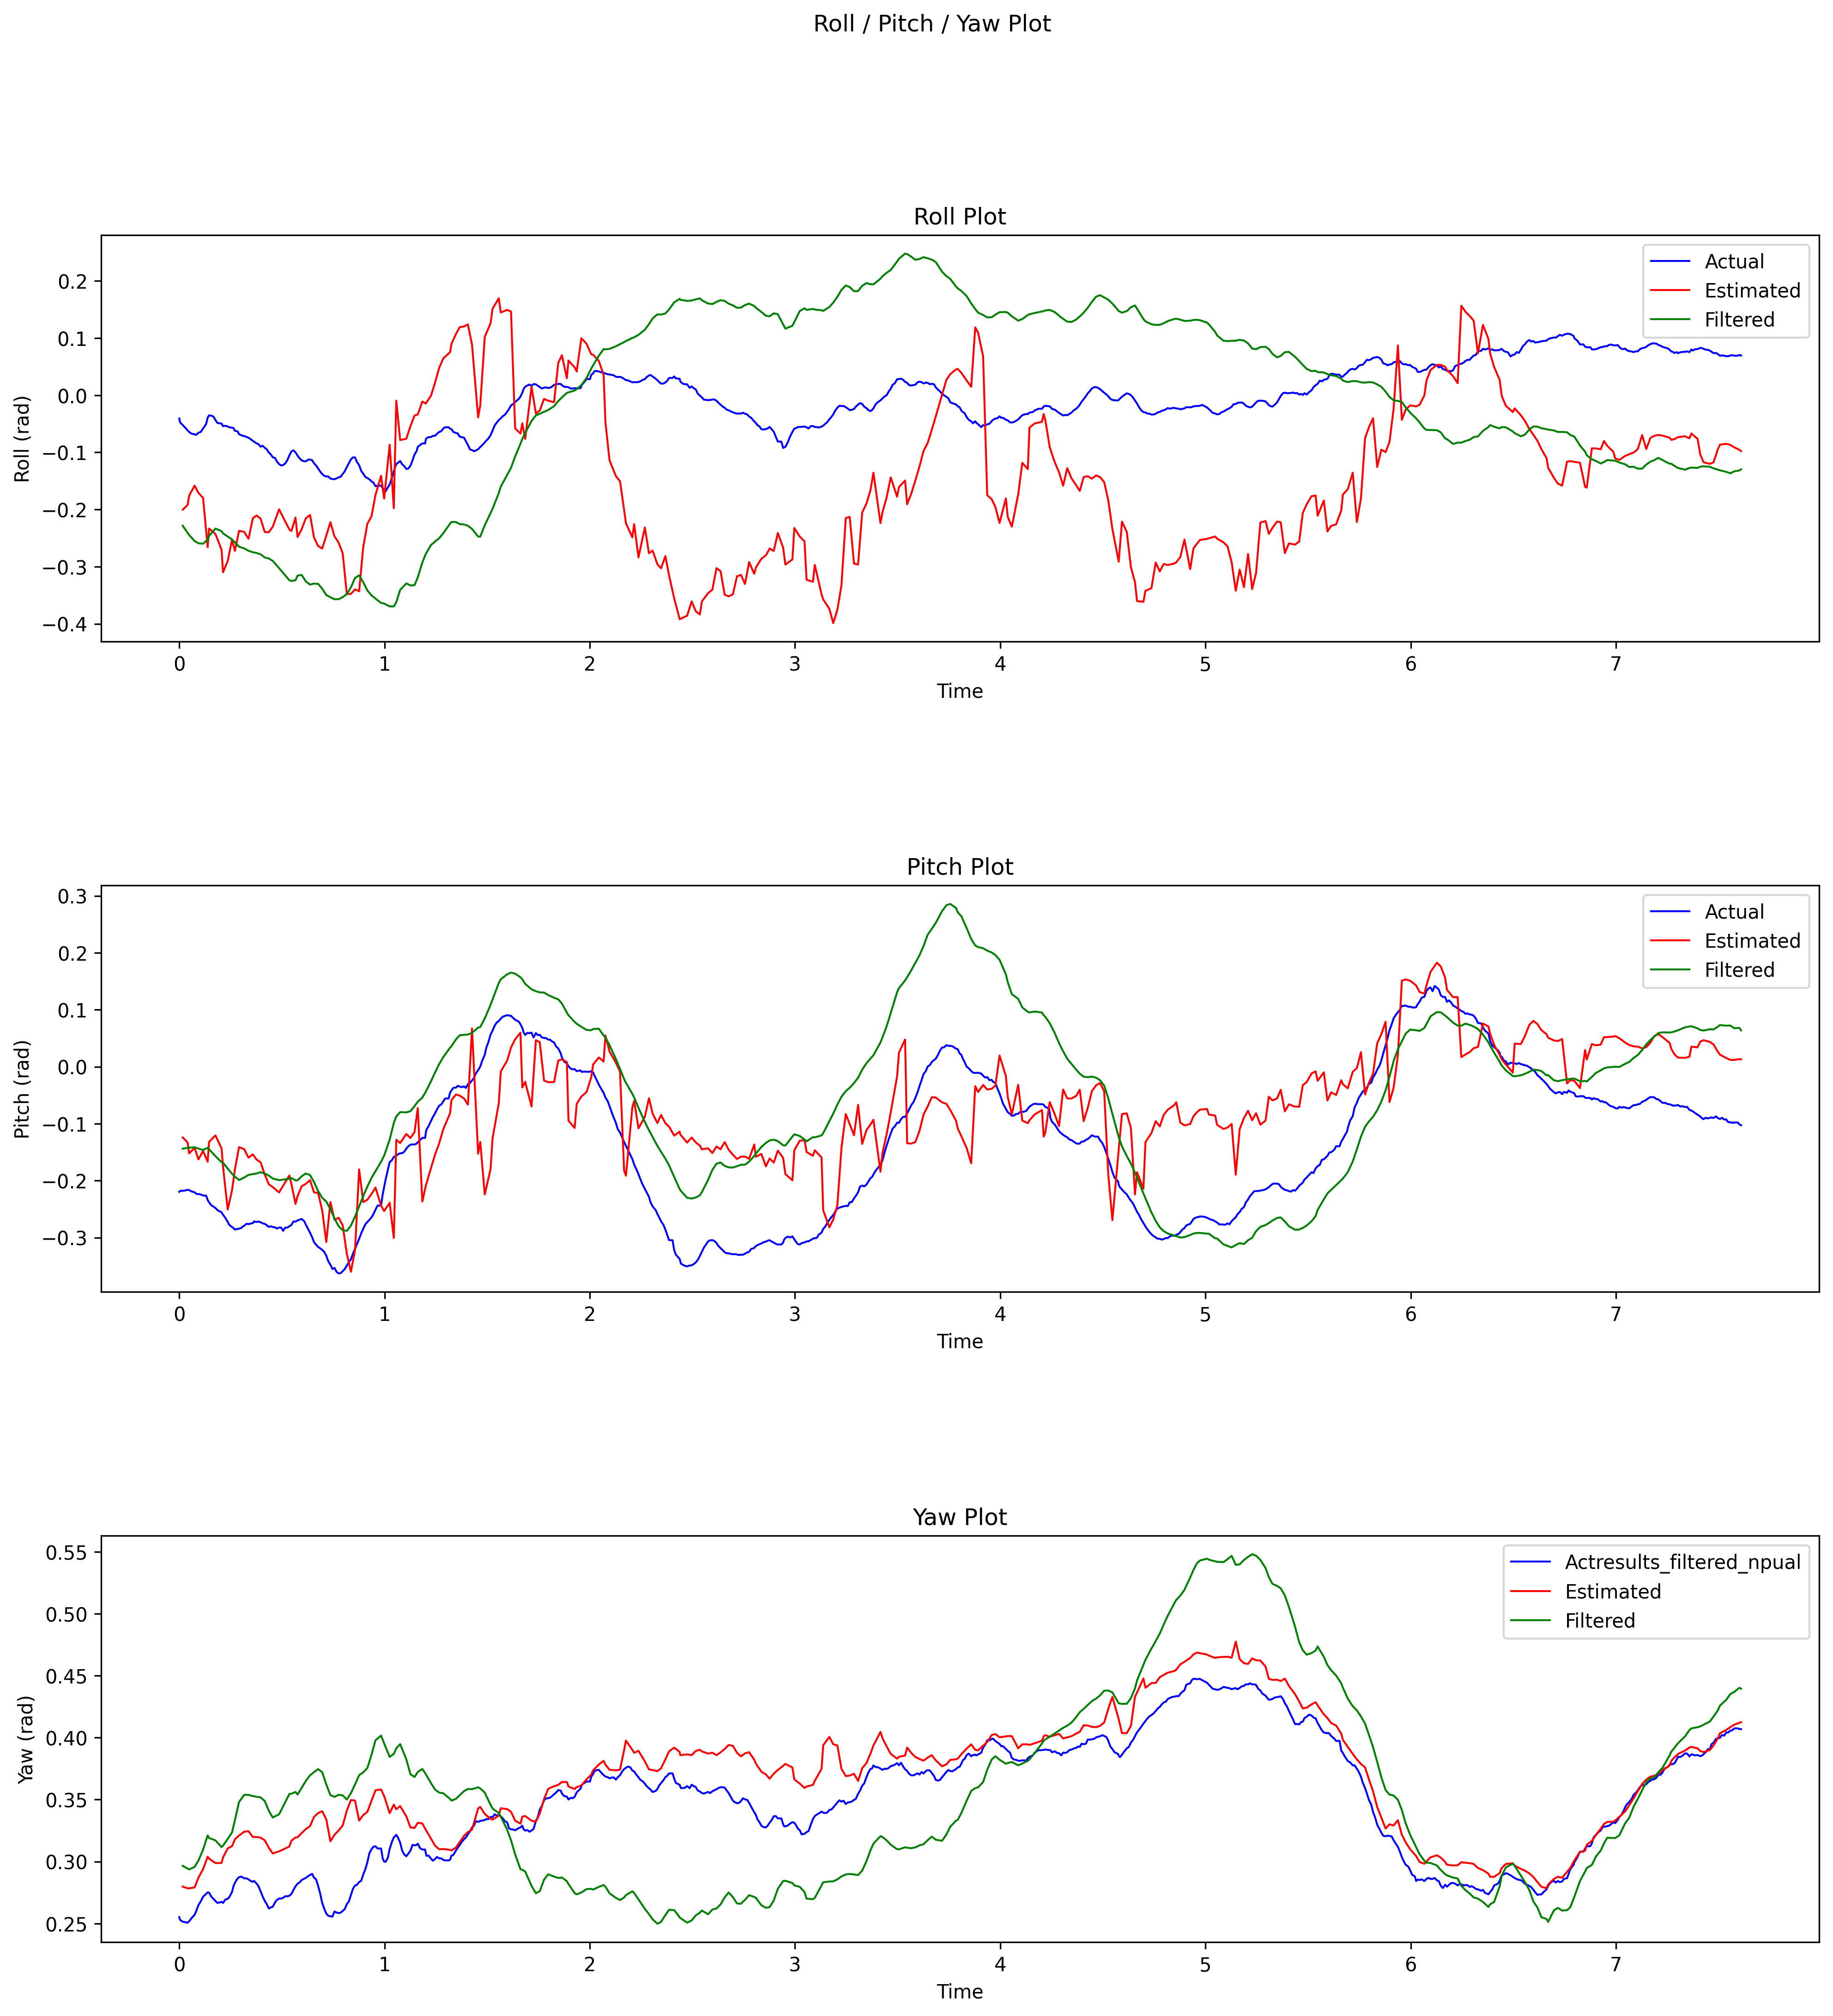 Roll / Pitch / Yaw Plot
Roll Plot
Roll (rad)
0.2
0.1
0.0
−0.1
−0.2
−0.3
−0.4
Actual
Estimated
Filtered
0 1 2 3 4 5 6 7
Time
Pitch Plot
Pitch (rad)
0.3
0.2
0.1
0.0
−0.1
−0.2
−0.3
Actual
Estimated
Filtered
0 1 2 3 4 5 6 7
Time
Yaw Plot
Yaw (rad)
0.55
0.50
0.45
0.40
0.35
0.30
0.25
Actresults_filtered_npual
Estimated
Filtered
0 1 2 3 4 5 6 7
Time